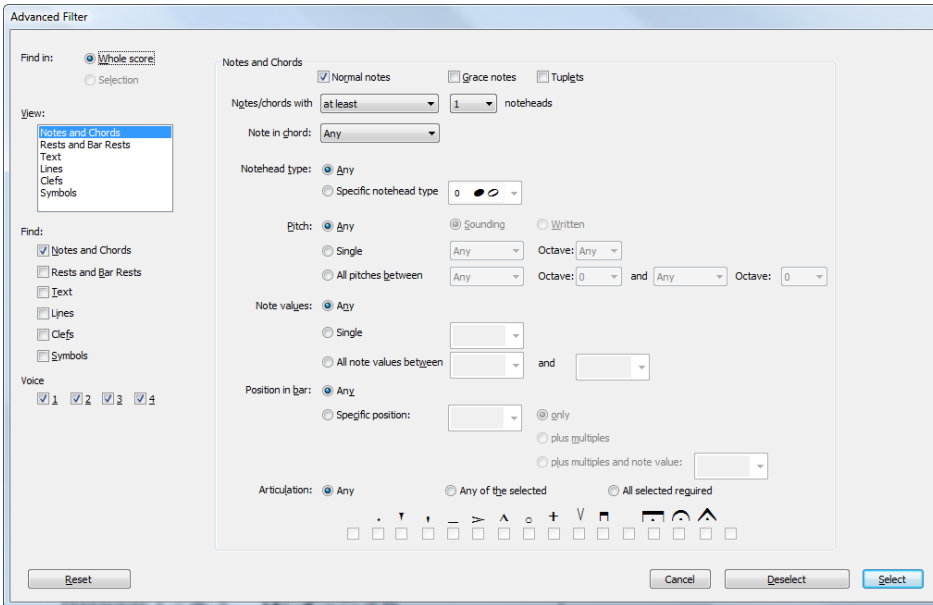 Advanced Filter
Find in:
Whole score
Selection
View:
Notes and Chords
Rests and Bar Rests
Text
Lines
Clefs
Symbols
Find:
Notes and Chords
Rests and Bar Rests
Text
Lines
Clefs
Symbols
Voice
1 2 3 4
Notes and Chords
Normal notes Grace notes Tuplets
Notes/chords with at least 1 noteheads
Note in chord: Any
Notehead type: Any
Specific notehead type 0
Pitch: Any Sounding Written
Single Any Octave: Any
All pitches between Any Octave: 0 and Any Octave: 0
Note values: Any
Single
All note values between and
Position in bar: Any
Specific position: only
plus multiples
plus multiples and note value:
Articulation: Any Any of the selected All selected required
Reset Cancel Deselect Select